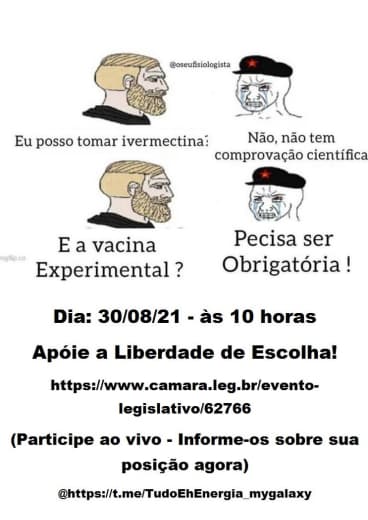 @oseufisiologista
Eu posso tomar ivermectina?
Não, não tem
comprovação científica
E a vacina
Experimental ?
Pecisa ser
Obrigatória !
Dia: 30/08/21 - às 10 horas
Apóie a Liberdade de Escolha!
https://www.camara.leg.br/evento-
legislativo/62766
(Participe ao vivo - Informe-os sobre sua
posição agora)
@https://t.me/TudoEhEnergia_mygalaxy